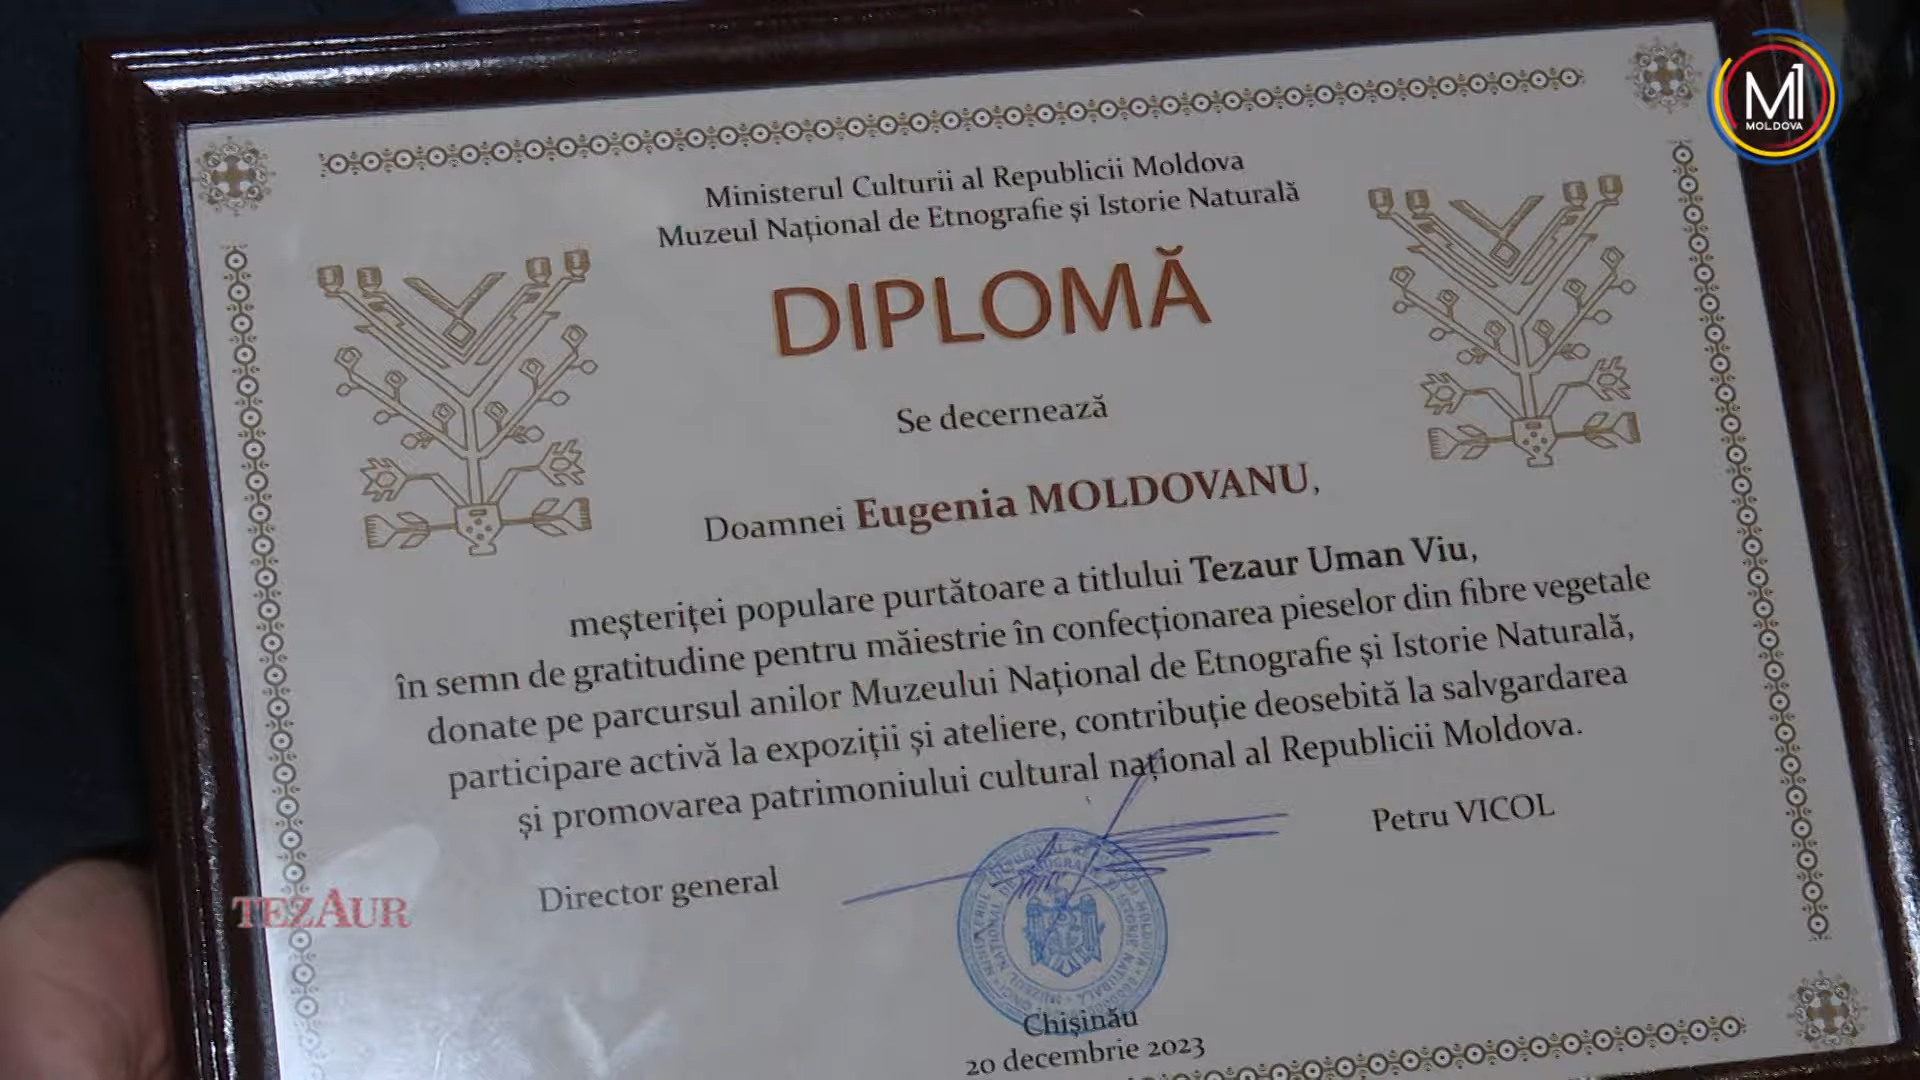 M1
MOLDOVA
Ministerul Culturii al Republicii Moldova
Muzeul Național de Etnografie și Istorie Naturală
DIPLOMĂ
Se decernează
Doamnei Eugenia MOLDOVANU,
meșteriței populare purtătoare a titlului Tezaur Uman Viu,
în semn de gratitudine pentru măiestrie în confecționarea pieselor din fibre vegetale
donate pe parcursul anilor Muzeului Național de Etnografie și Istorie Naturală,
participare activă la expoziții și ateliere, contribuție deosebită la salvgardarea
și promovarea patrimoniului cultural național al Republicii Moldova.
Director general
Petru VICOL
TEZAUR
Chișinău
20 decembrie 2023